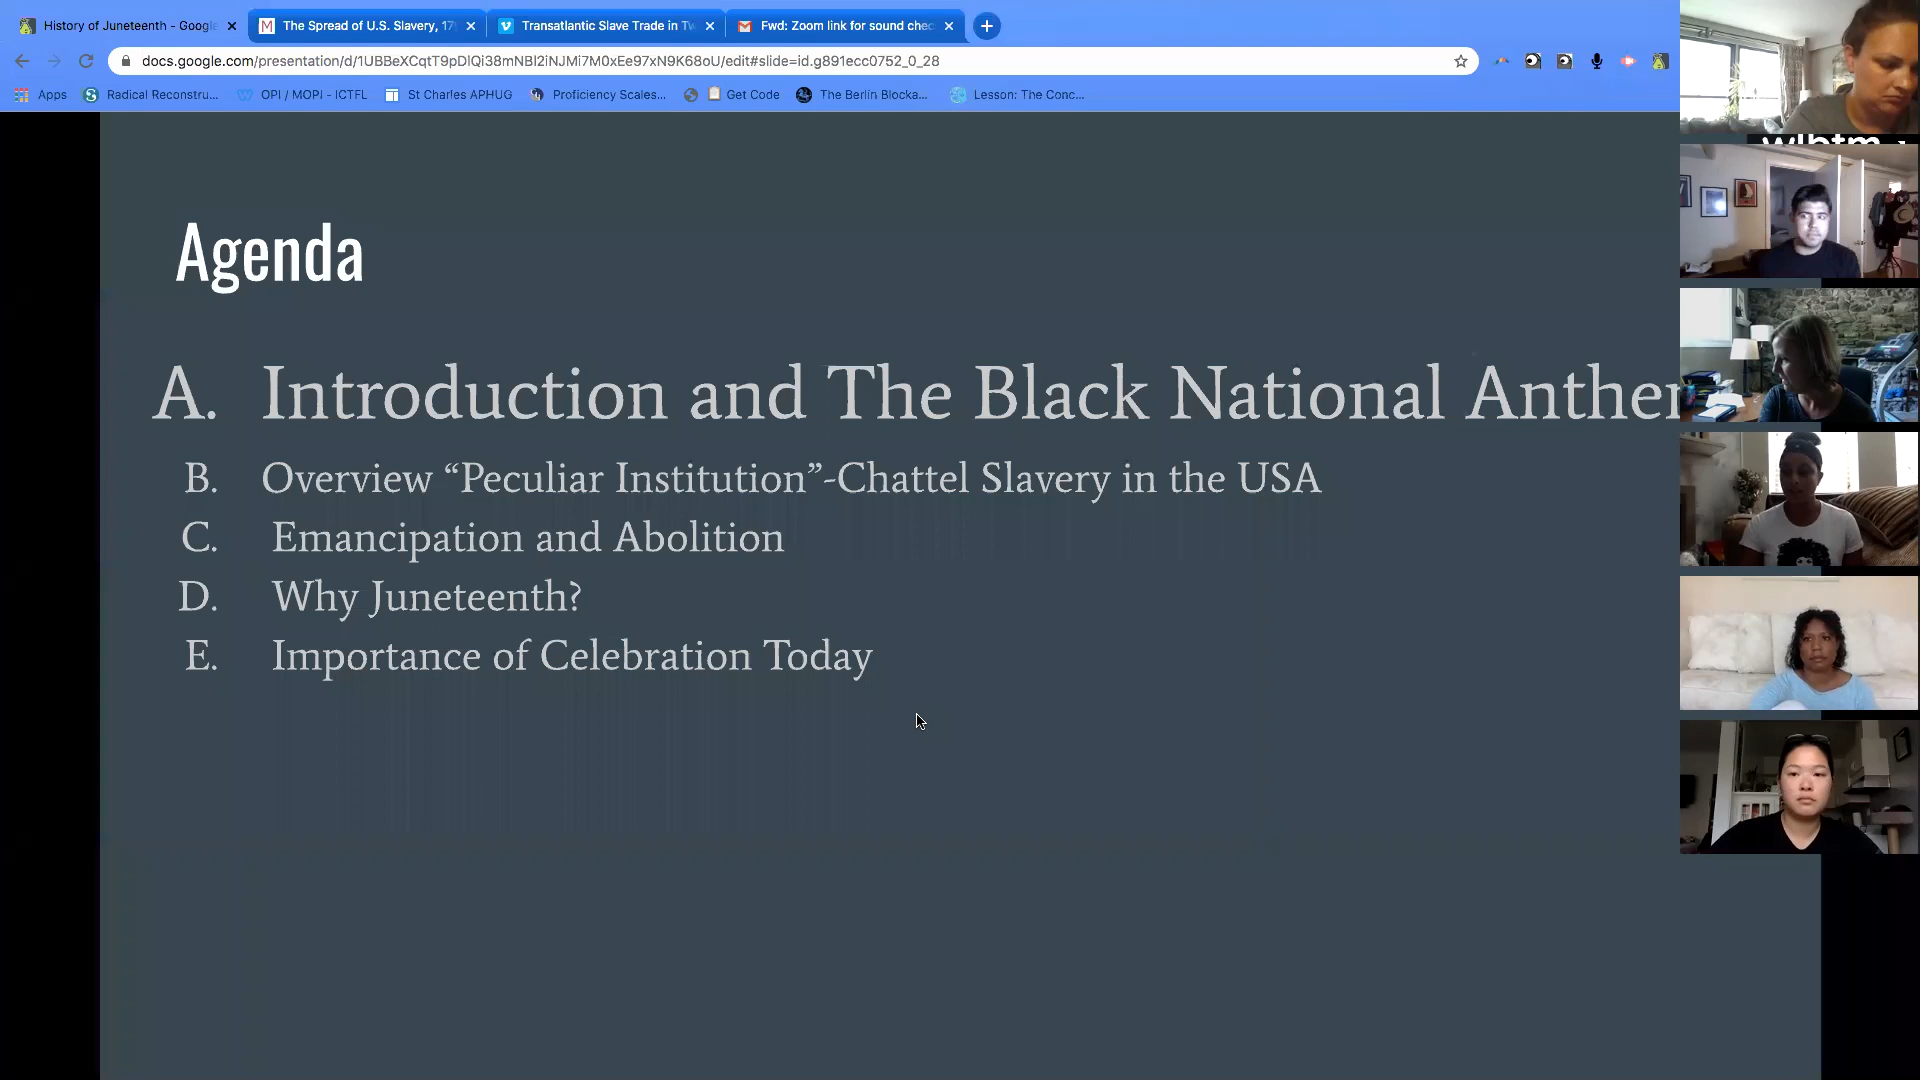 History of Juneteenth - Google
The Spread of U.S. Slavery, 17
Transatlantic Slave Trade in Tw
Fwd: Zoom link for sound chec
docs.google.com/presentation/d/1UBBeXCqtT9pDlQi38mNBl2iNJMi7M0xEe97xN9K68oU/edit#slide=id.g891ecc0752_0_28
Apps
Radical Reconstru...
OPI / MOPI - ICTFL
St Charles APHUG
Proficiency Scales...
Get Code
The Berlin Blocka...
Lesson: The Conc...
Agenda
A. Introduction and The Black National Anthem
B. Overview “Peculiar Institution”-Chattel Slavery in the USA
C. Emancipation and Abolition
D. Why Juneteenth?
E. Importance of Celebration Today